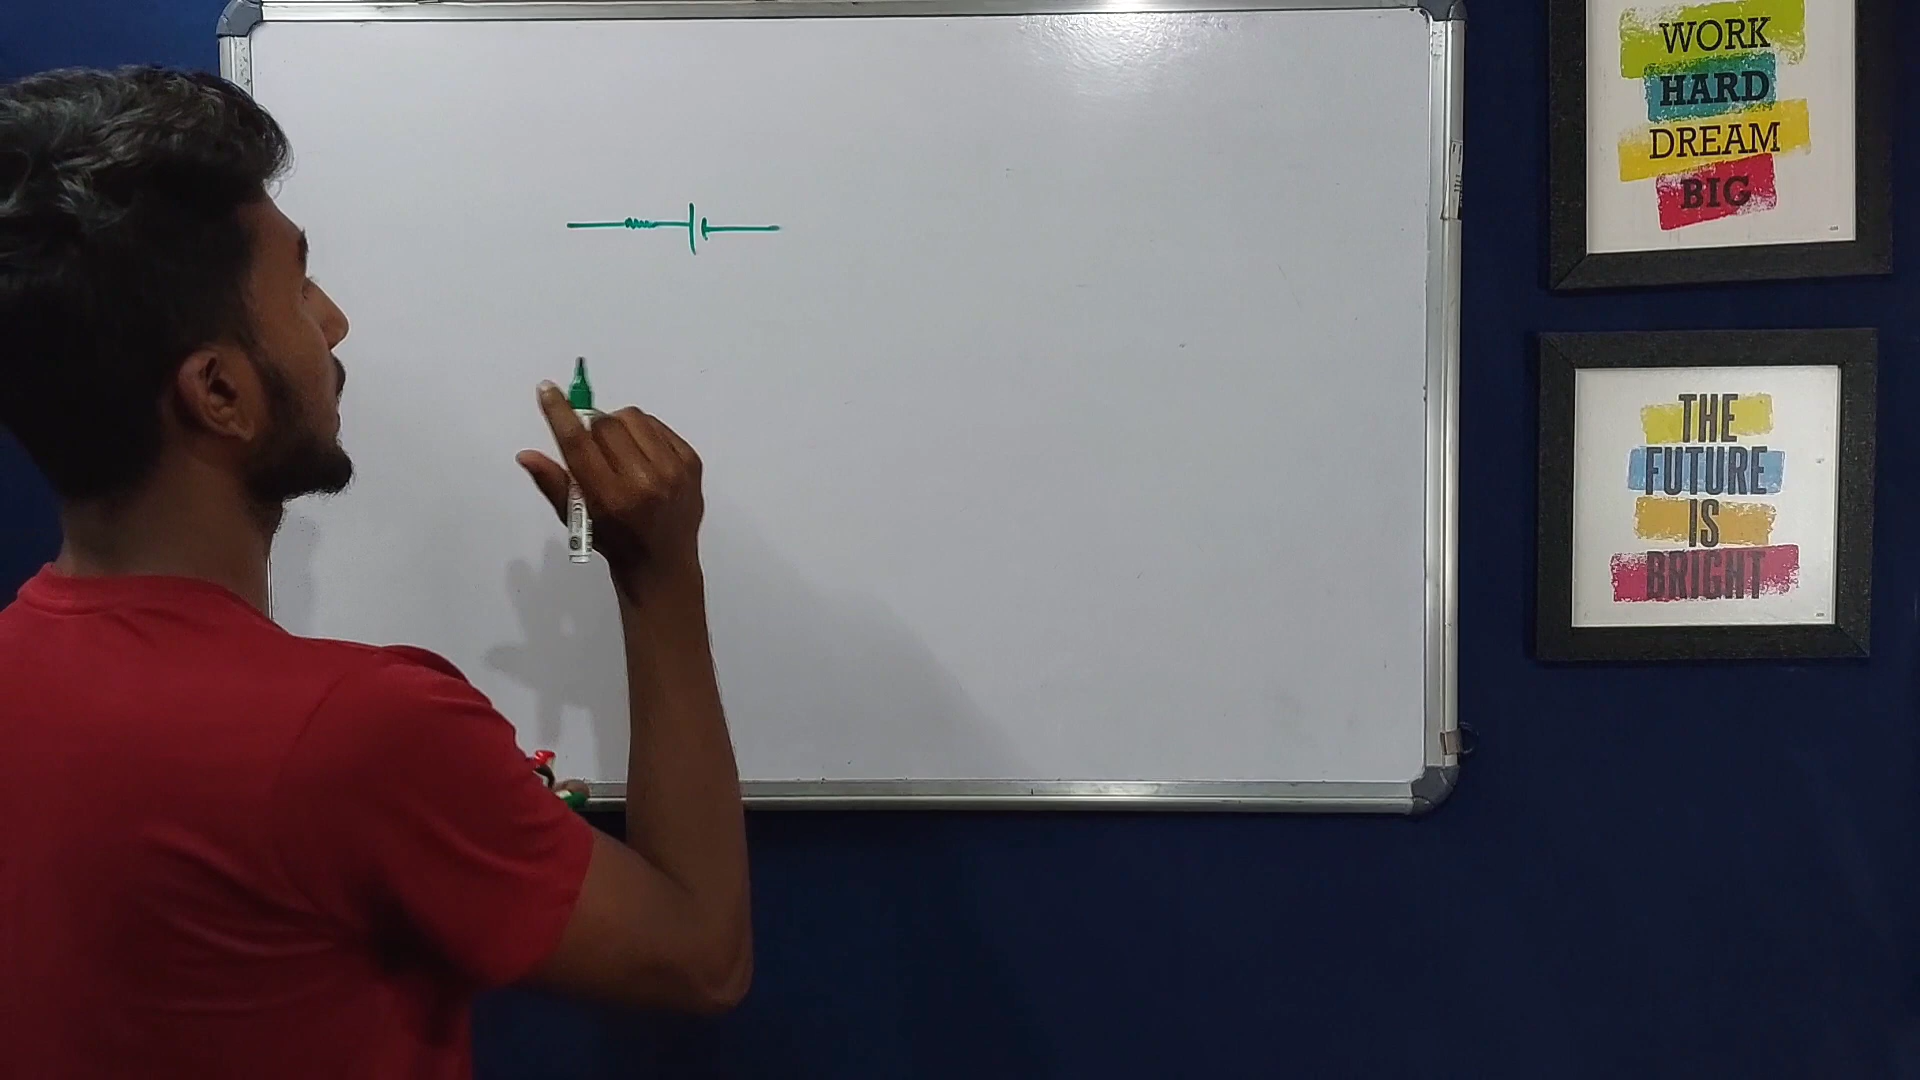 WORK
HARD
DREAM
BIG
THE
FUTURE
IS
BRIGHT